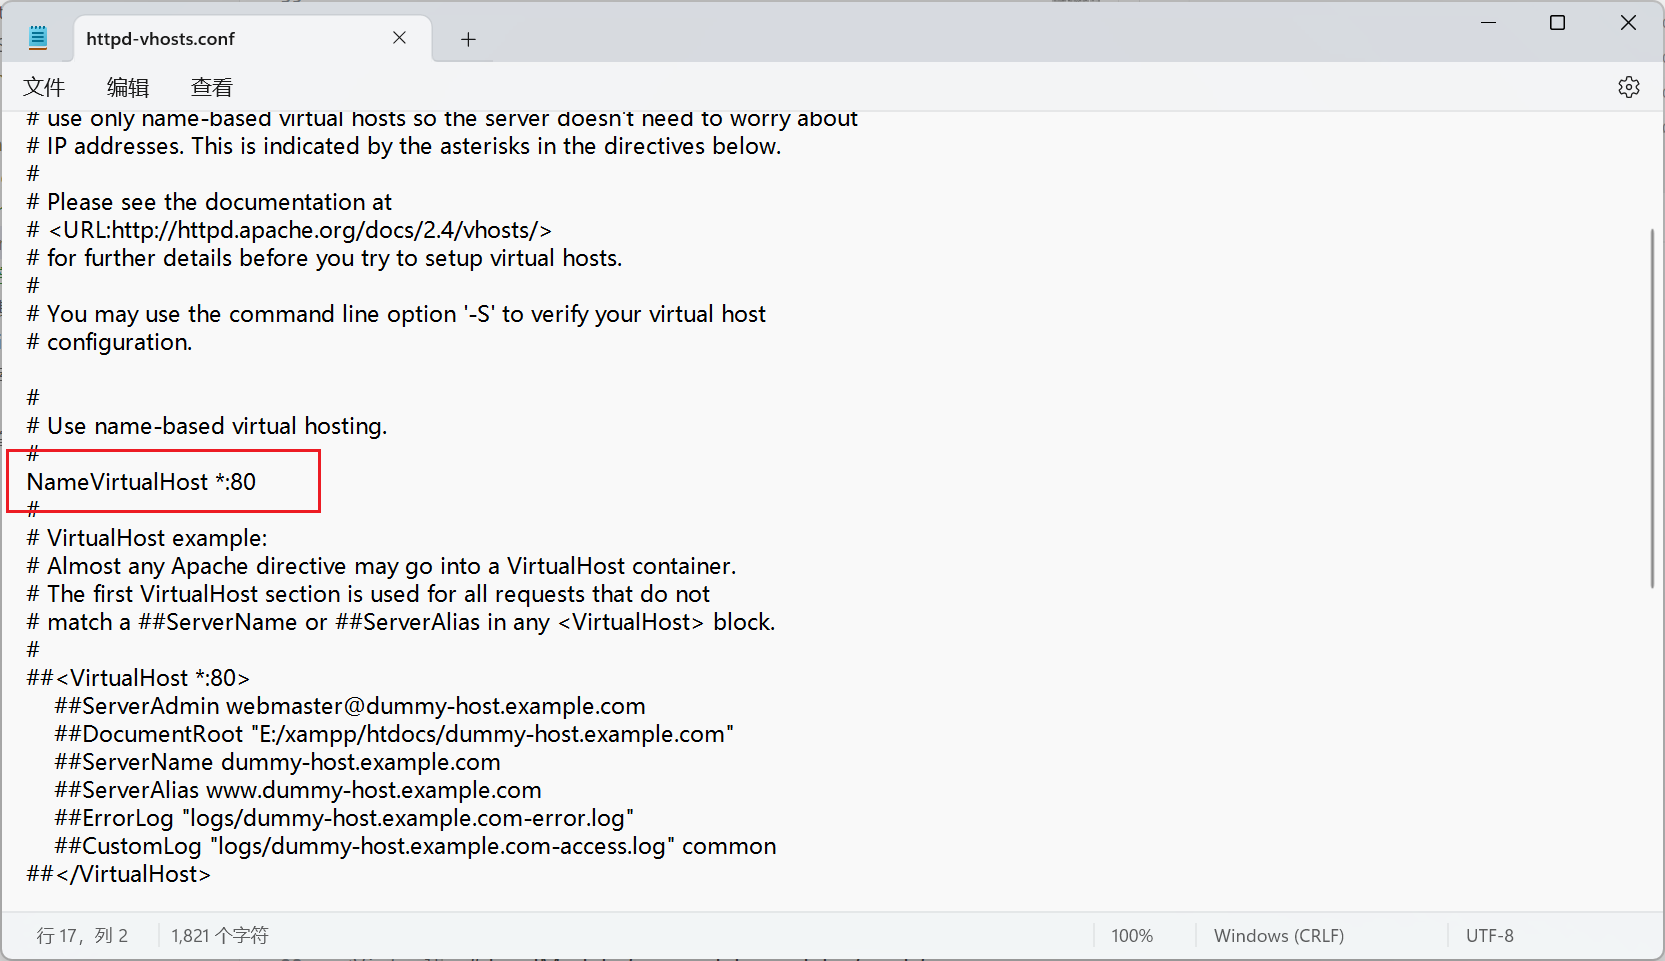 httpd-vhosts.conf
文件 编辑 查看
# use only name-based virtual hosts so the server doesn't need to worry about
# IP addresses. This is indicated by the asterisks in the directives below.
#
# Please see the documentation at
# <URL:http://httpd.apache.org/docs/2.4/vhosts/>
# for further details before you try to setup virtual hosts.
#
# You may use the command line option '-S' to verify your virtual host
# configuration.
#
# Use name-based virtual hosting.
#
NameVirtualHost *:80
#
# VirtualHost example:
# Almost any Apache directive may go into a VirtualHost container.
# The first VirtualHost section is used for all requests that do not
# match a ##ServerName or ##ServerAlias in any <VirtualHost> block.
#
##<VirtualHost *:80>
##ServerAdmin webmaster@dummy-host.example.com
##DocumentRoot "E:/xampp/htdocs/dummy-host.example.com"
##ServerName dummy-host.example.com
##ServerAlias www.dummy-host.example.com
##ErrorLog "logs/dummy-host.example.com-error.log"
##CustomLog "logs/dummy-host.example.com-access.log" common
##</VirtualHost>
行 17, 列 2 1,821 个字符 100% Windows (CRLF) UTF-8